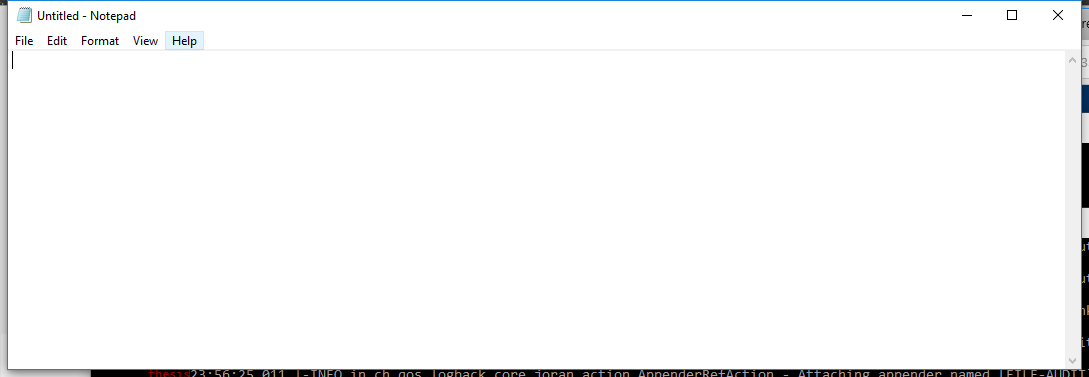 Untitled - Notepad
File Edit Format View Help
thesis23:56:25,011 |-INFO in ch.qos.logback.core.joran.action.AppenderRefAction - Attaching appender named [FILE-AUDIT